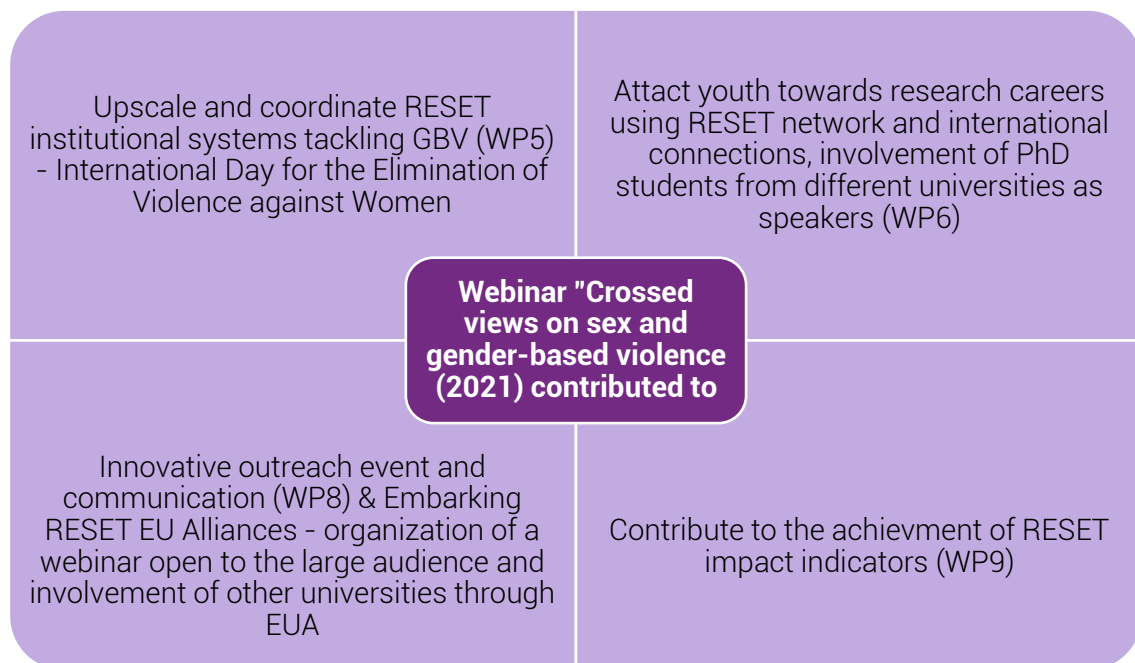 Upscale and coordinate RESET
institutional systems tackling GBV (WP5)
- International Day for the Elimination of
Violence against Women
Attact youth towards research careers
using RESET network and international
connections, involvement of PhD
students from different universities as
speakers (WP6)
Webinar "Crossed
views on sex and
gender-based violence
(2021) contributed to
Innovative outreach event and
communication (WP8) & Embarking
RESET EU Alliances - organization of a
webinar open to the large audience and
involvement of other universities through
EUA
Contribute to the achievment of RESET
impact indicators (WP9)